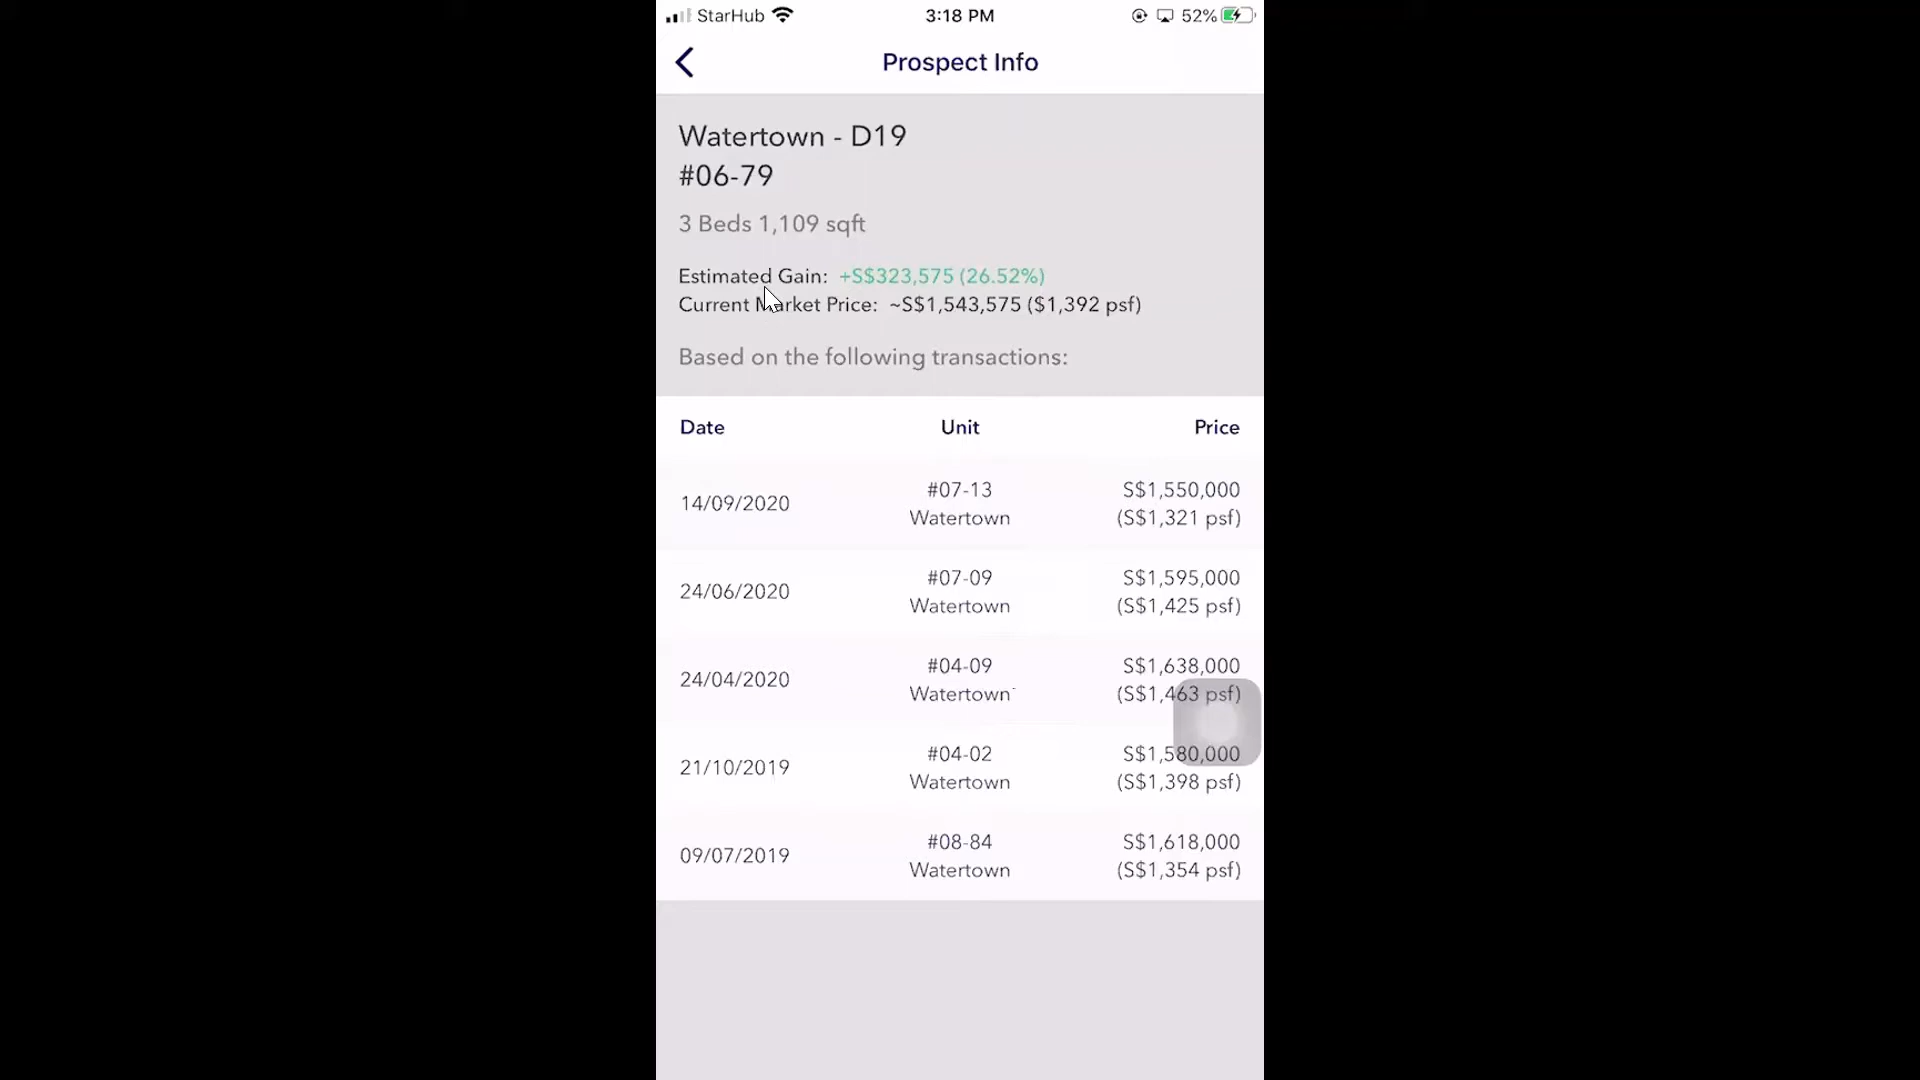 StarHub 3:18 PM 52%
Prospect Info
Watertown - D19
#06-79
3 Beds 1,109 sqft
Estimated Gain: +S$323,575 (26.52%)
Current Market Price: ~S$1,543,575 ($1,392 psf)
Based on the following transactions:
Date Unit Price
14/09/2020 #07-13 Watertown S$1,550,000 (S$1,321 psf)
24/06/2020 #07-09 Watertown S$1,595,000 (S$1,425 psf)
24/04/2020 #04-09 Watertown S$1,638,000 (S$1,463 psf)
21/10/2019 #04-02 Watertown S$1,580,000 (S$1,398 psf)
09/07/2019 #08-84 Watertown S$1,618,000 (S$1,354 psf)